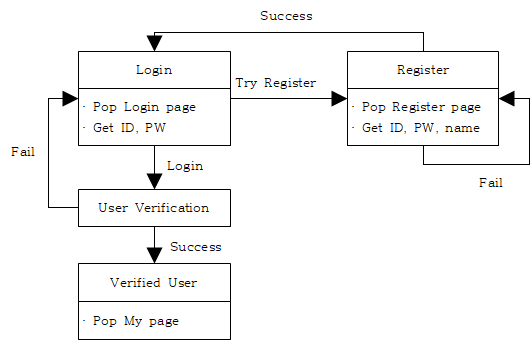 Success
Login
Register
Try Register
· Pop Login page
· Get ID, PW
· Pop Register page
· Get ID, PW, name
Fail
Login
Fail
User Verification
Success
Verified User
· Pop My page